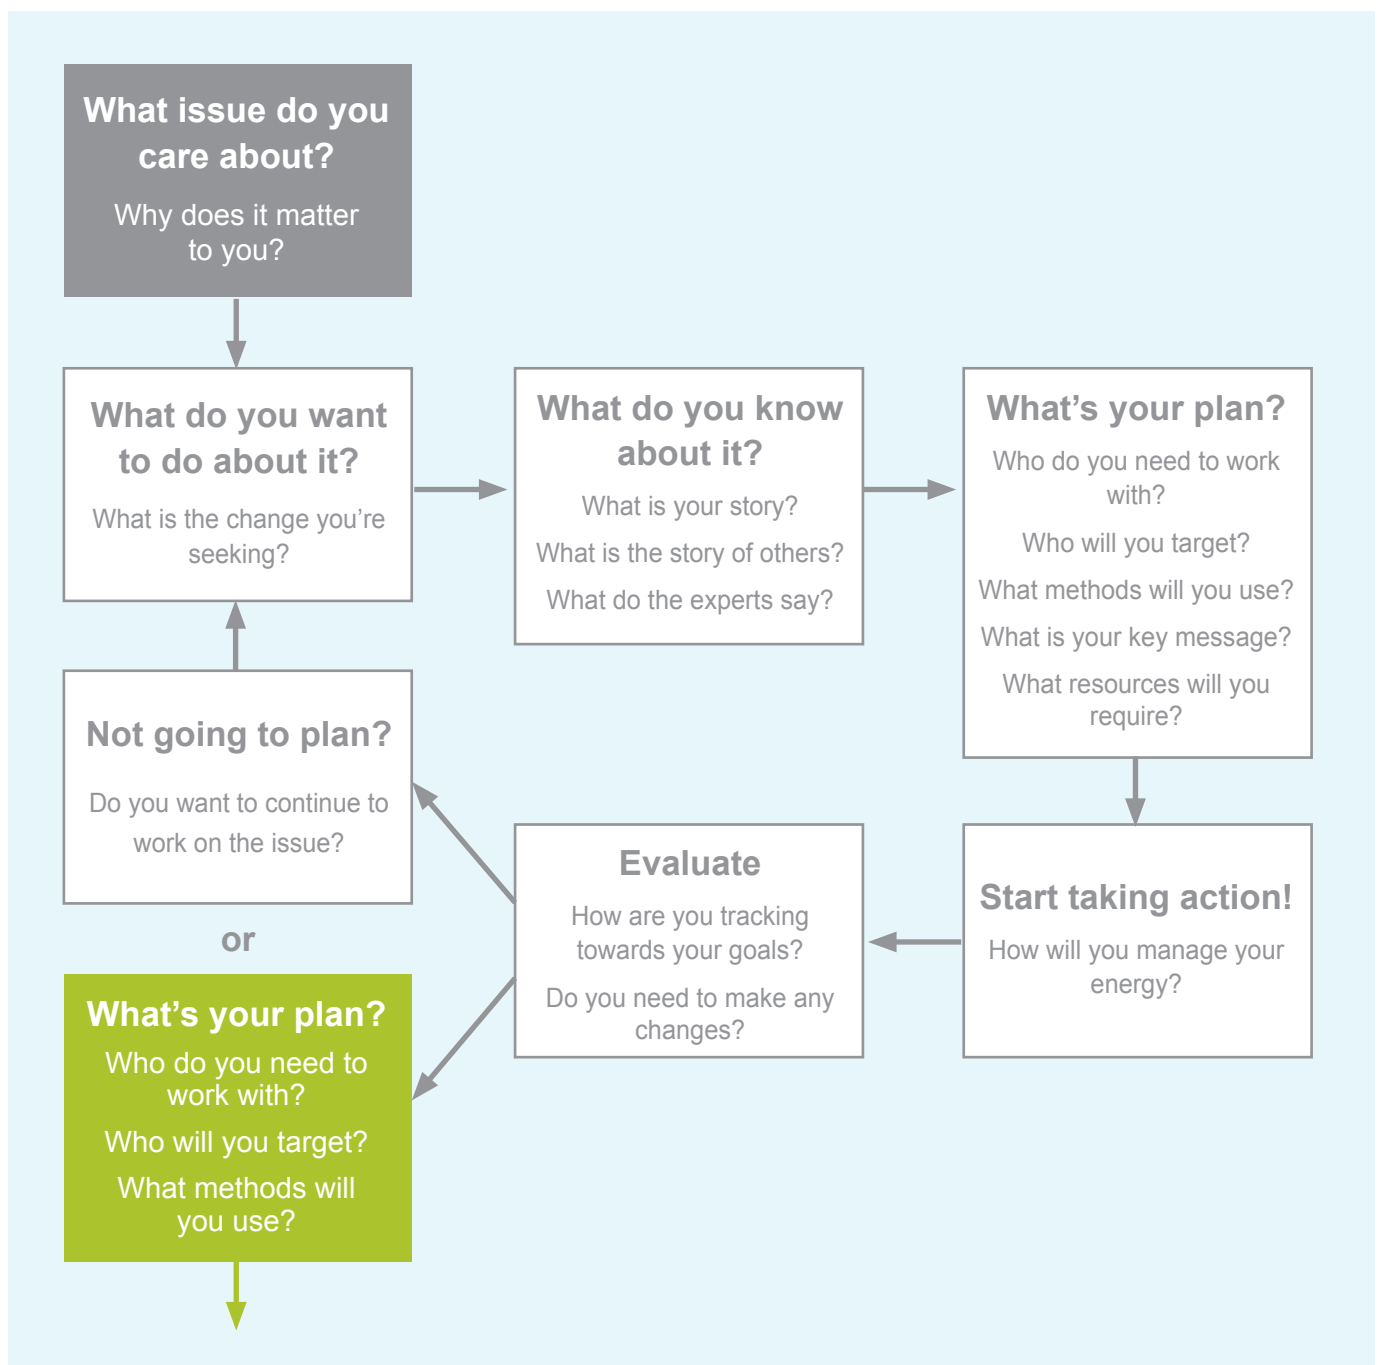 What issue do you
care about?
Why does it matter
to you?
What do you want
to do about it?
What is the change you’re
seeking?
What do you know
about it?
What is your story?
What is the story of others?
What do the experts say?
What’s your plan?
Who do you need to work
with?
Who will you target?
What methods will you use?
What is your key message?
What resources will you
require?
Start taking action!
How will you manage your
energy?
Evaluate
How are you tracking
towards your goals?
Do you need to make any
changes?
Not going to plan?
Do you want to continue to
work on the issue?
or
What’s your plan?
Who do you need to
work with?
Who will you target?
What methods will
you use?